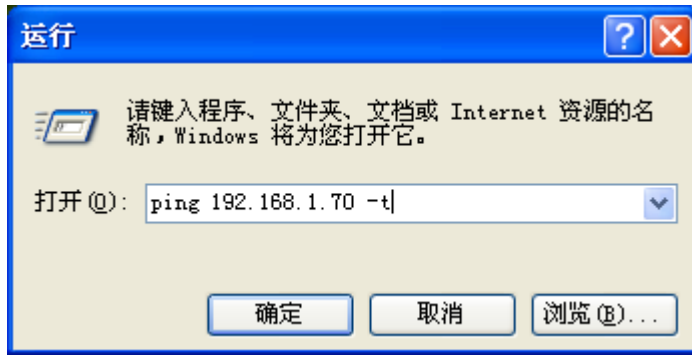 运行
请键入程序、文件夹、文档或 Internet 资源的名
称，Windows 将为您打开它。
打开(O): ping 192.168.1.70 -t
确定 取消 浏览(B)...